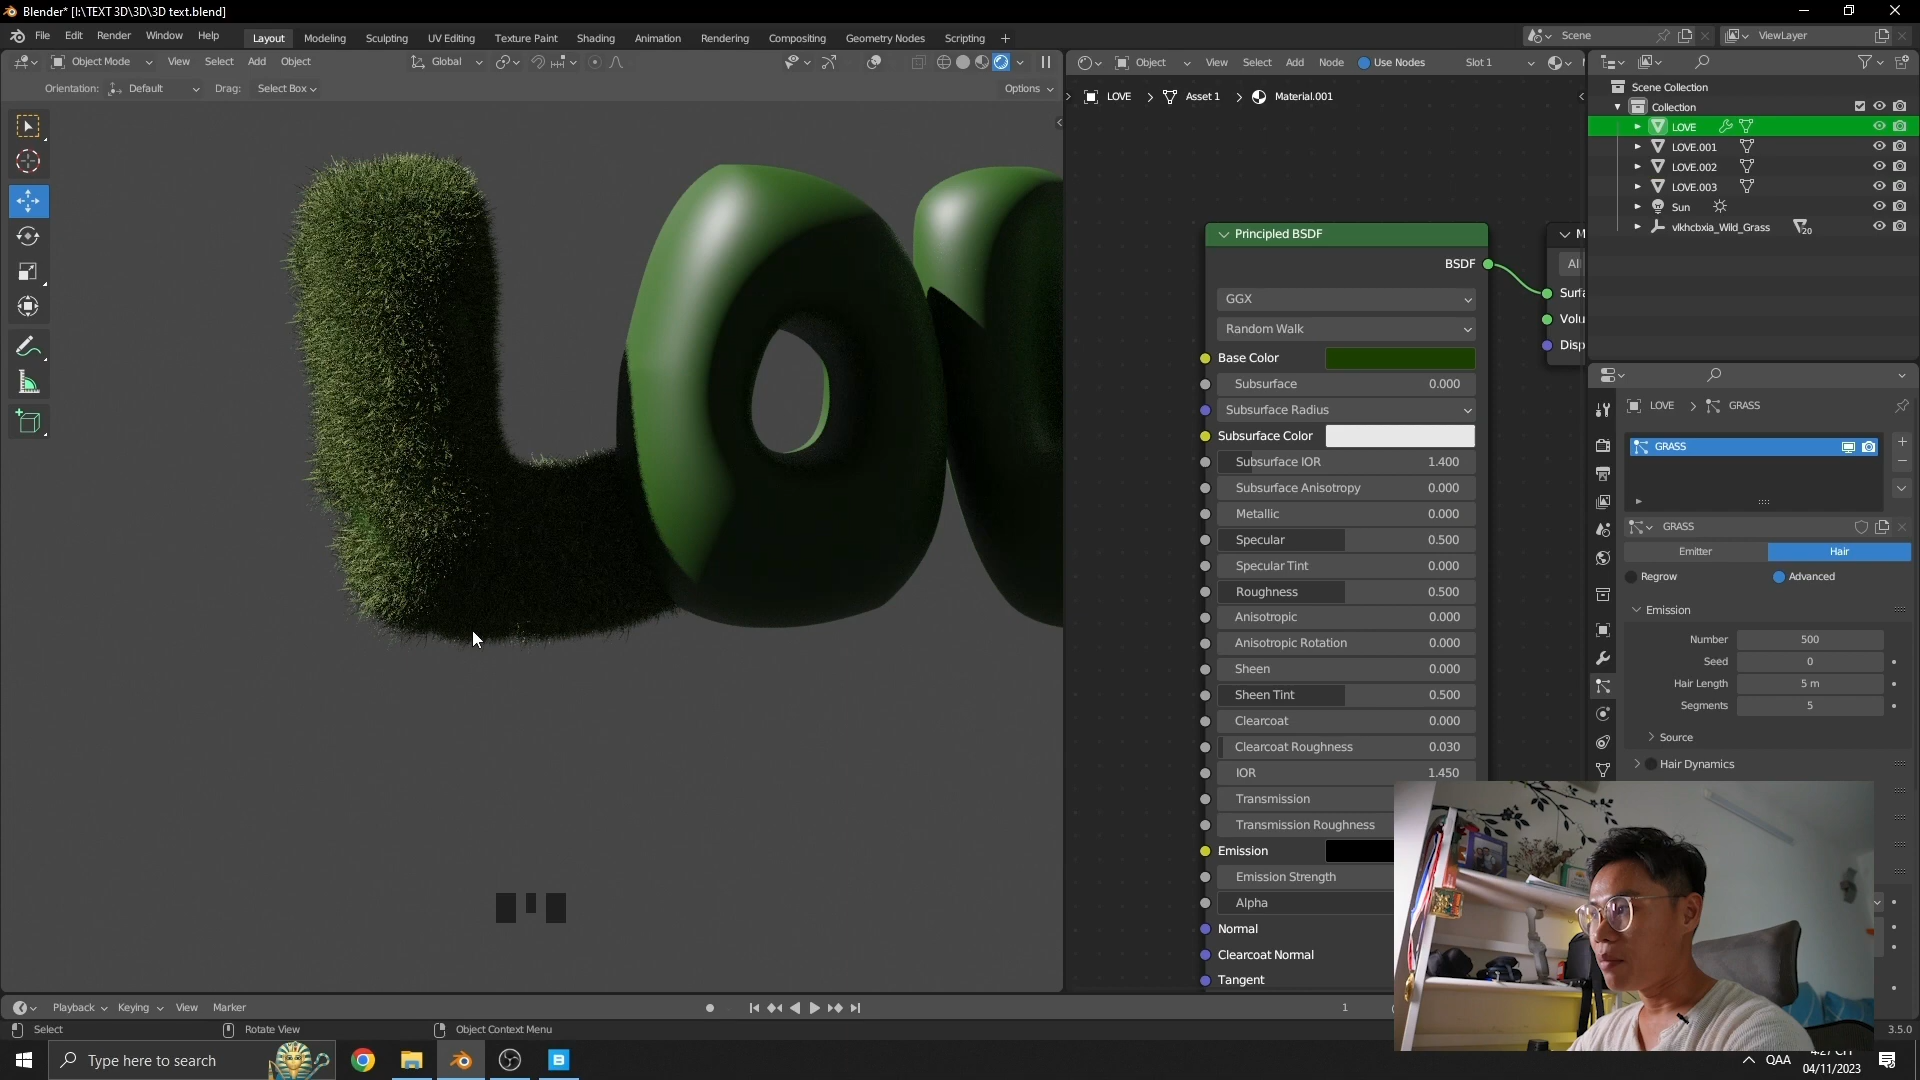 Blender* [I:\TEXT 3D\3D\3D text.blend]
File Edit Render Window Help
Layout Modeling Sculpting UV Editing Texture Paint Shading Animation Rendering Compositing Geometry Nodes Scripting +
Scene
ViewLayer
Object Mode View Select Add Object
Global
Object View Select Add Node Use Nodes Slot 1
Orientation: Default Drag: Select Box
Options
LOVE > Asset 1 > Material.001
Scene Collection
Collection
LOVE
LOVE.001
LOVE.002
LOVE.003
Sun
vlkhcbxia_Wild_Grass 20
Principled BSDF
BSDF
GGX
Random Walk
Base Color
Subsurface 0.000
Subsurface Radius
Subsurface Color
Subsurface IOR 1.400
Subsurface Anisotropy 0.000
Metallic 0.000
Specular 0.500
Specular Tint 0.000
Roughness 0.500
Anisotropic 0.000
Anisotropic Rotation 0.000
Sheen 0.000
Sheen Tint 0.500
Clearcoat 0.000
Clearcoat Roughness 0.030
IOR 1.450
Transmission
Transmission Roughness
Emission
Emission Strength
Alpha
Normal
Clearcoat Normal
Tangent
M
All
Surfa
Volu
Disp
LOVE > GRASS
GRASS
GRASS
Emitter Hair
Regrow Advanced
Emission
Number 500
Seed 0
Hair Length 5 m
Segments 5
Source
Hair Dynamics
Playback Keying View Marker
1
Select Rotate View Object Context Menu
3.5.0
Type here to search
QAA
04/11/2023